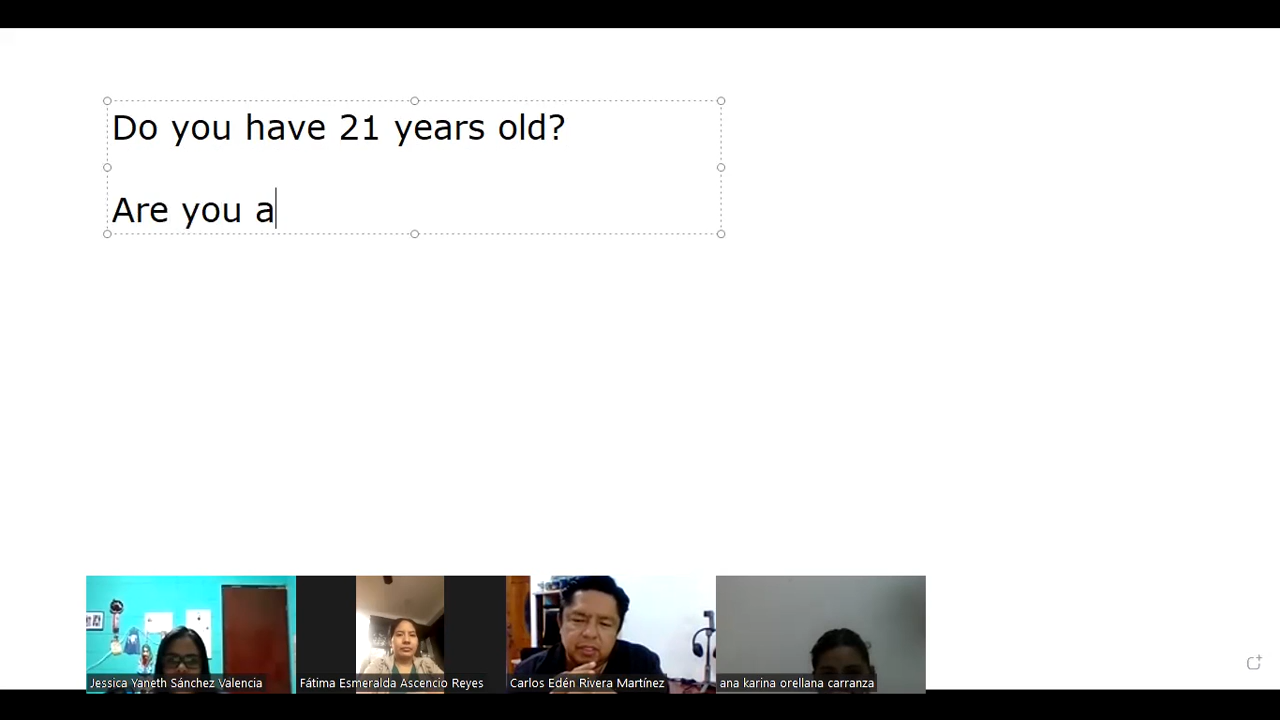 Do you have 21 years old?
Are you a
Jessica Yaneth Sánchez Valencia
Fátima Esmeralda Ascencio Reyes
Carlos Edén Rivera Martínez
ana karina orellana carranza